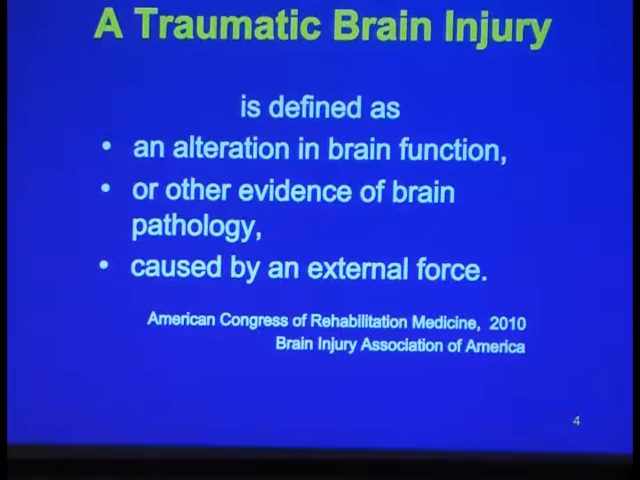 A Traumatic Brain Injury
is defined as
• an alteration in brain function,
• or other evidence of brain
pathology,
• caused by an external force.
American Congress of Rehabilitation Medicine, 2010
Brain Injury Association of America
4